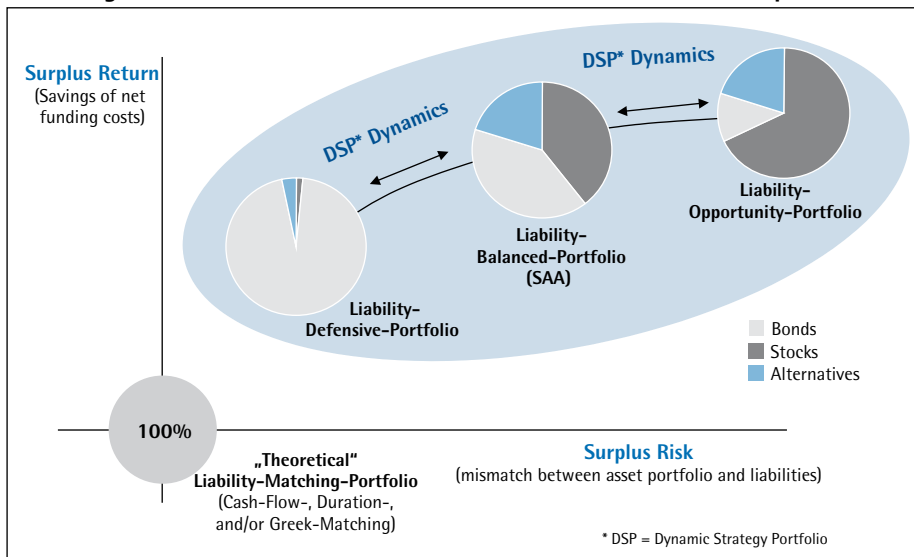 Surplus Return
(Savings of net
funding costs)
DSP* Dynamics
DSP* Dynamics
Liability-
Defensive-Portfolio
Liability-
Balanced-Portfolio
(SAA)
Liability-
Opportunity-Portfolio
Bonds
Stocks
Alternatives
100%
„Theoretical“
Liability-Matching-Portfolio
(Cash-Flow-, Duration-,
and/or Greek-Matching)
Surplus Risk
(mismatch between asset portfolio and liabilities)
* DSP = Dynamic Strategy Portfolio